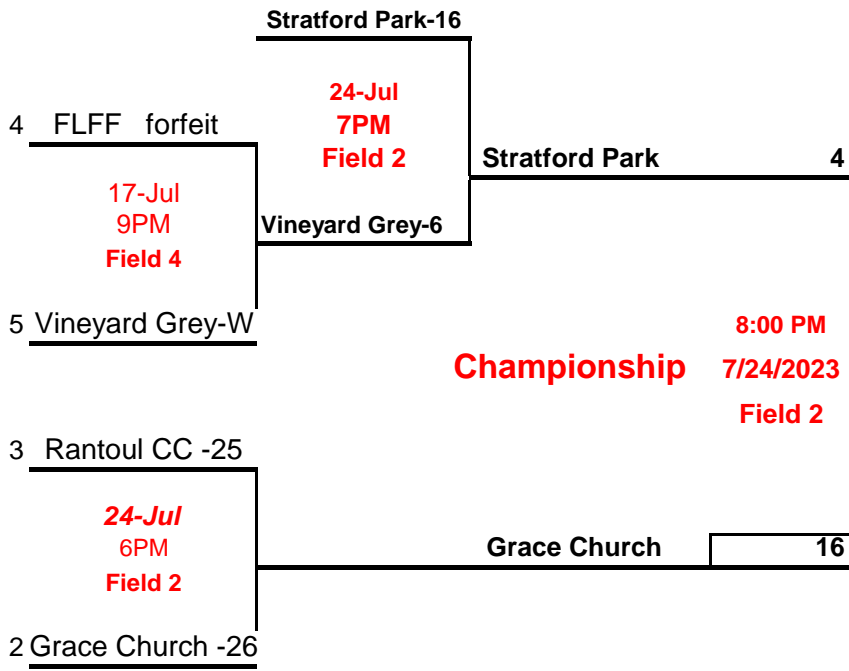 Stratford Park-16
24-Jul
7PM
Field 2
4 FLFF forfeit
Stratford Park 4
17-Jul
9PM
Field 4
Vineyard Grey-6
5 Vineyard Grey-W
8:00 PM
Championship 7/24/2023
Field 2
3 Rantoul CC -25
24-Jul
6PM
Field 2
Grace Church 16
2 Grace Church -26